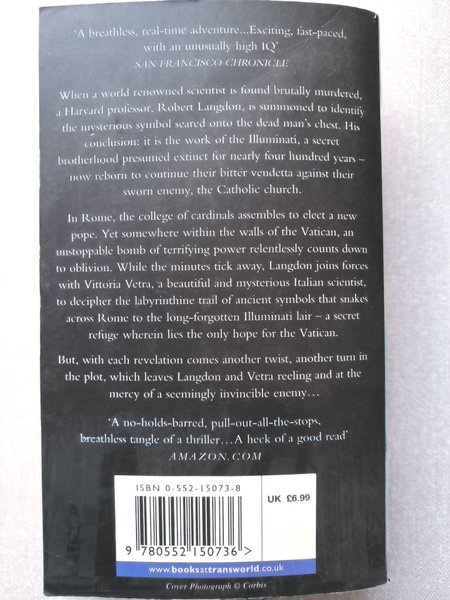 ‘A breathless, real-time adventure...Exciting, fast-paced,
with an unusually high IQ’
SAN FRANCISCO CHRONICLE
When a world renowned scientist is found brutally murdered,
a Harvard professor, Robert Langdon, is summoned to identify
the mysterious symbol seared onto the dead man's chest. His
conclusion: it is the work of the Illuminati, a secret
brotherhood presumed extinct for nearly four hundred years –
now reborn to continue their bitter vendetta against their
sworn enemy, the Catholic church.
In Rome, the college of cardinals assembles to elect a new
pope. Yet somewhere within the walls of the Vatican, an
unstoppable bomb of terrifying power relentlessly counts down
to oblivion. While the minutes tick away, Langdon joins forces
with Vittoria Vetra, a beautiful and mysterious Italian scientist,
to decipher the labyrinthine trail of ancient symbols that snakes
across Rome to the long-forgotten Illuminati lair – a secret
refuge wherein lies the only hope for the Vatican.
But, with each revelation comes another twist, another turn in
the plot, which leaves Langdon and Vetra reeling and at the
mercy of a seemingly invincible enemy…
‘A no-holds-barred, pull-out-all-the-stops,
breathless tangle of a thriller...A heck of a good read’
AMAZON.COM
ISBN 0-552-15073-8
UK £6.99
9 780552 150736 >
www.booksattransworld.co.uk
Cover Photograph © Corbis